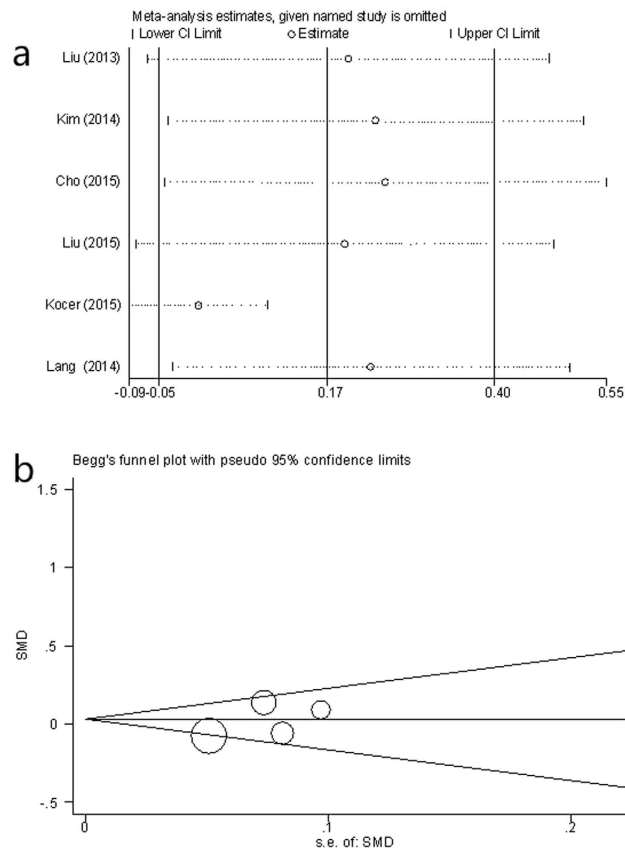 a
Meta-analysis estimates, given named study is omitted
| Lower CI Limit ○ Estimate | Upper CI Limit
Liu (2013)
Kim (2014)
Cho (2015)
Liu (2015)
Kocer (2015)
Lang (2014)
-0.09 -0.05 0.17 0.40 0.55
b
Begg's funnel plot with pseudo 95% confidence limits
1.5
1
.5
0
-.5
SMD
0 .1 .2
s.e. of: SMD